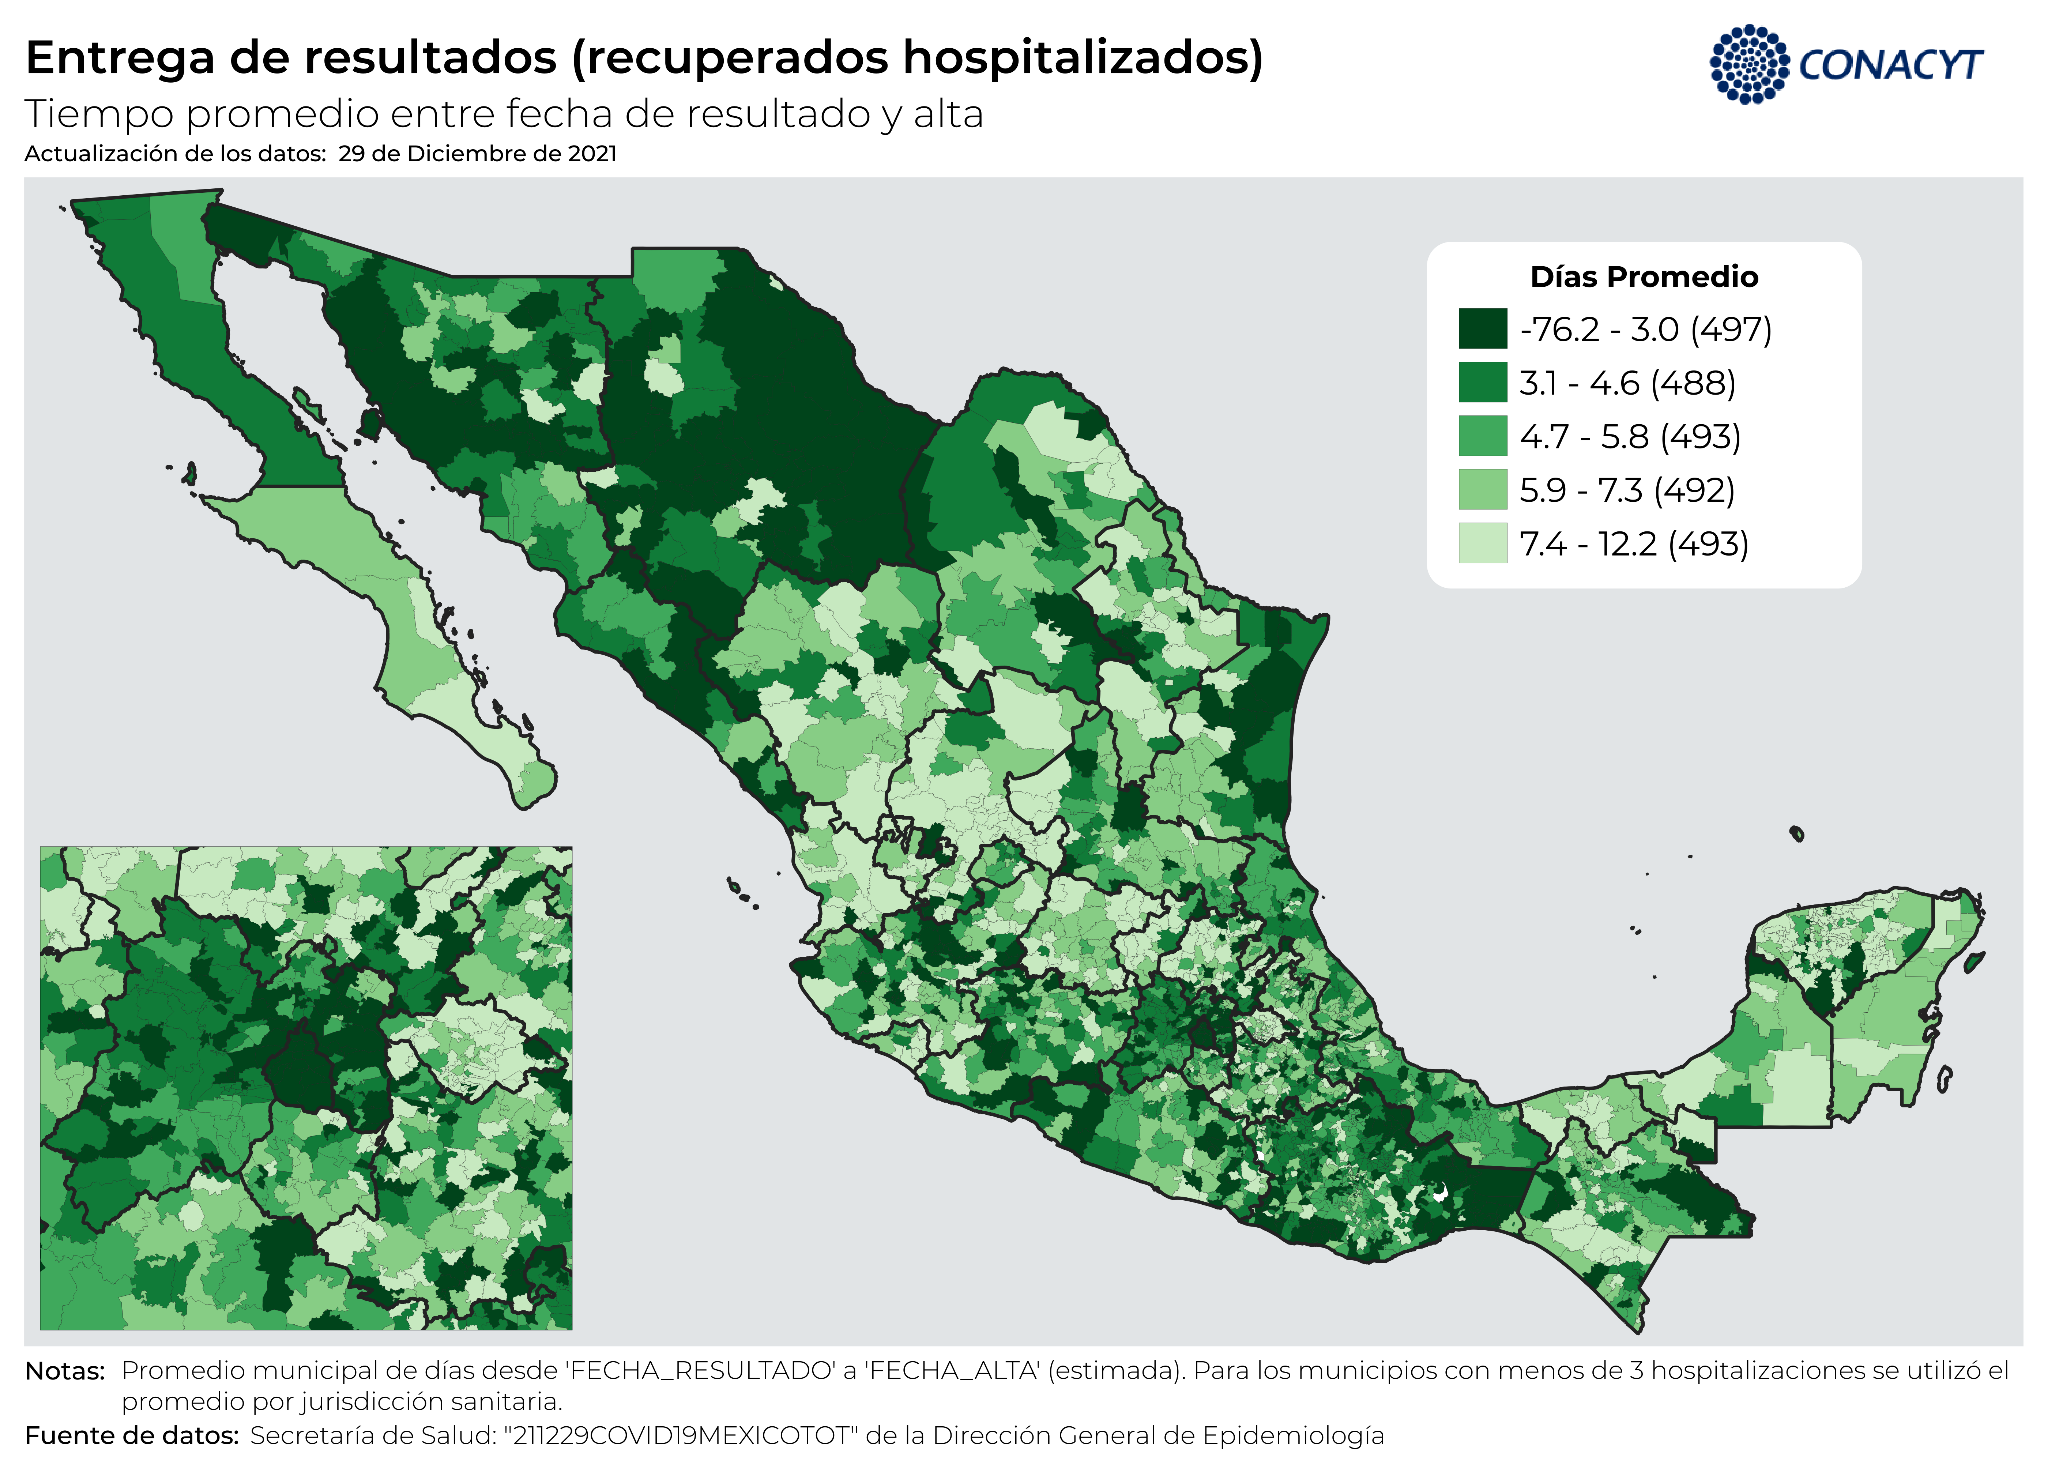 Entrega de resultados (recuperados hospitalizados)
CONACYT
Tiempo promedio entre fecha de resultado y alta
Actualización de los datos: 29 de Diciembre de 2021
Días Promedio
-76.2 - 3.0 (497)
3.1 - 4.6 (488)
4.7 - 5.8 (493)
5.9 - 7.3 (492)
7.4 - 12.2 (493)
Notas: Promedio municipal de días desde 'FECHA_RESULTADO' a 'FECHA_ALTA' (estimada). Para los municipios con menos de 3 hospitalizaciones se utilizó el
promedio por jurisdicción sanitaria.
Fuente de datos: Secretaría de Salud: "211229COVID19MEXICOTOT" de la Dirección General de Epidemiología